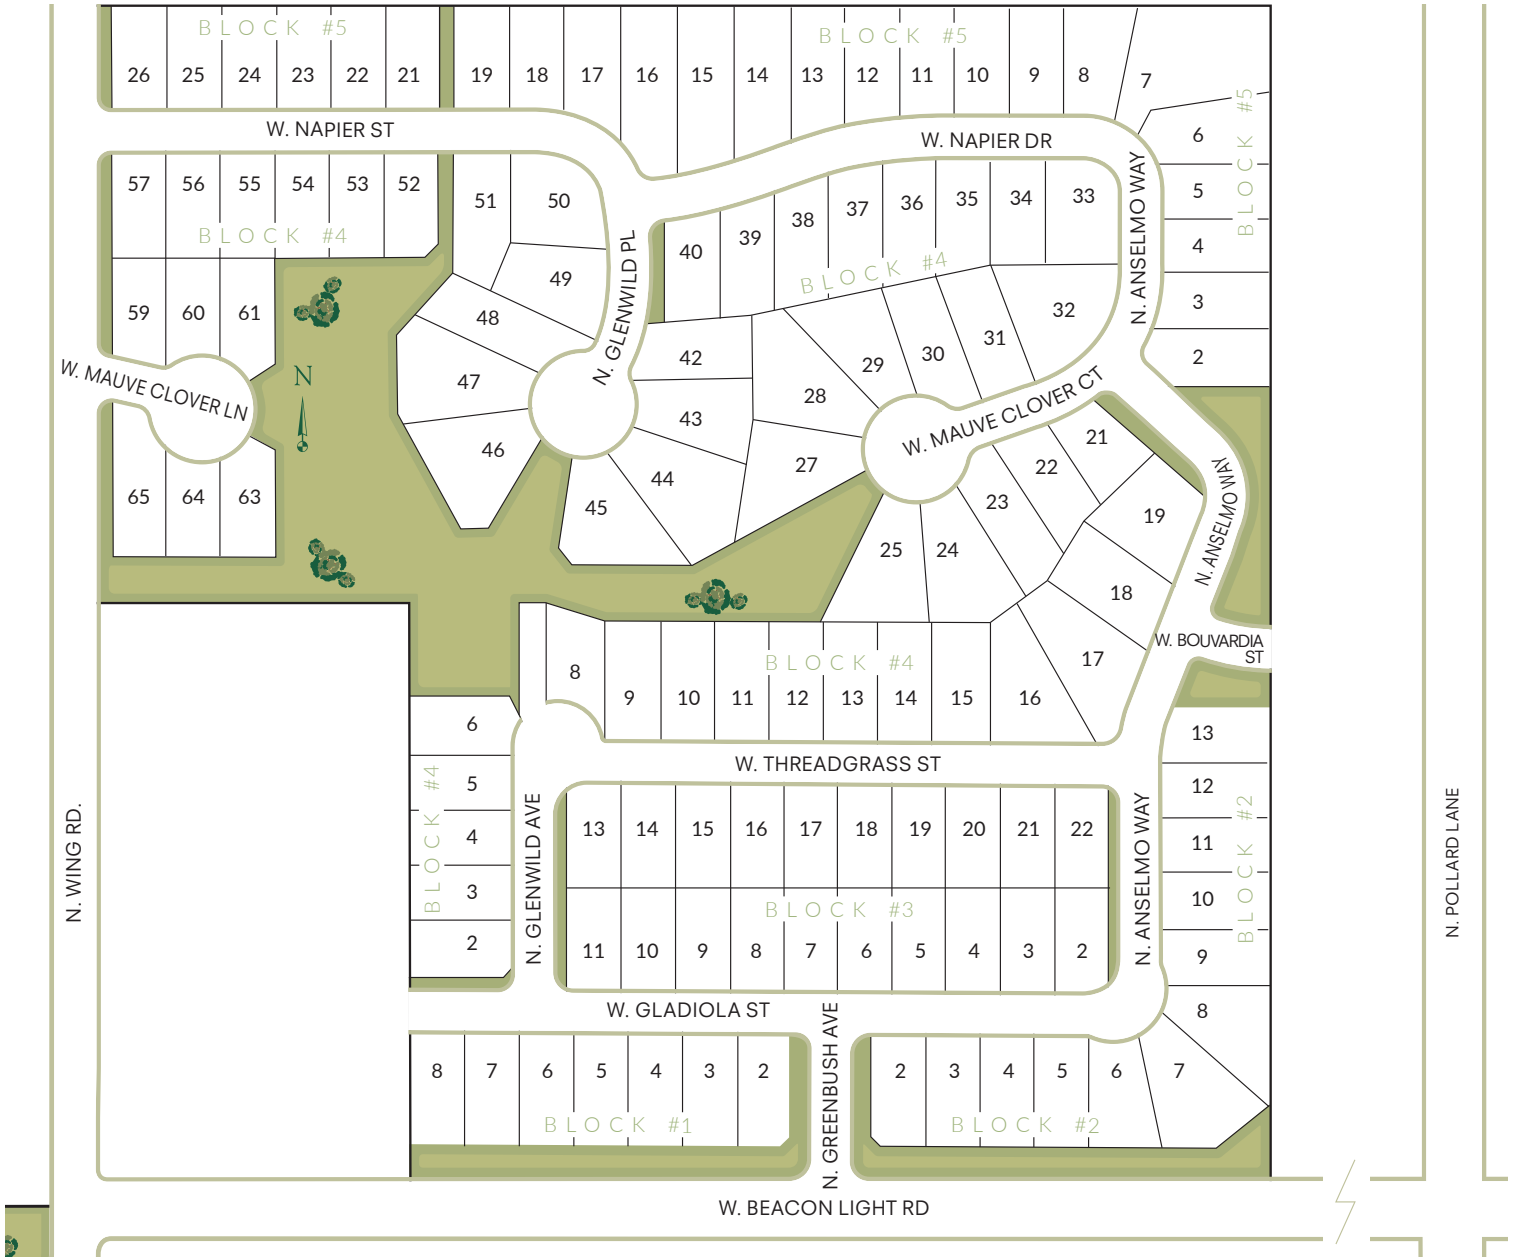 BLOCK #5
26 25 24 23 22 21
BLOCK #5
19 18 17 16 15 14 13 12 11 10 9 8 7
BLOCK #5
6
5
4
3
2
W. NAPIER ST
W. NAPIER DR
N. ANSELMO WAY
57 56 55 54 53 52
BLOCK #4
59 60 61
W. MAUVE CLOVER LN
65 64 63
N
51 50
49
48
47
46
N. GLENWILD PL
40 39 38 37 36 35 34 33
BLOCK #4
32
31
30
29
28
42
43
44
45
27
W. MAUVE CLOVER CT
21
22
23
24
25
19
18
17
N. ANSELMO WAY
W. BOUVARDIA
ST
BLOCK #4
8 9 10 11 12 13 14 15 16
W. THREADGRASS ST
6
5
4
3
2
BLOCK #4
N. GLENWILD AVE
13 14 15 16 17 18 19 20 21 22
BLOCK #3
11 10 9 8 7 6 5 4 3 2
N. ANSELMO WAY
13
12
11
10
9
8
BLOCK #2
W. GLADIOLA ST
8 7 6 5 4 3 2
BLOCK #1
N. GREENBUSH AVE
2 3 4 5 6 7
BLOCK #2
N. WING RD.
N. POLLARD LANE
W. BEACON LIGHT RD